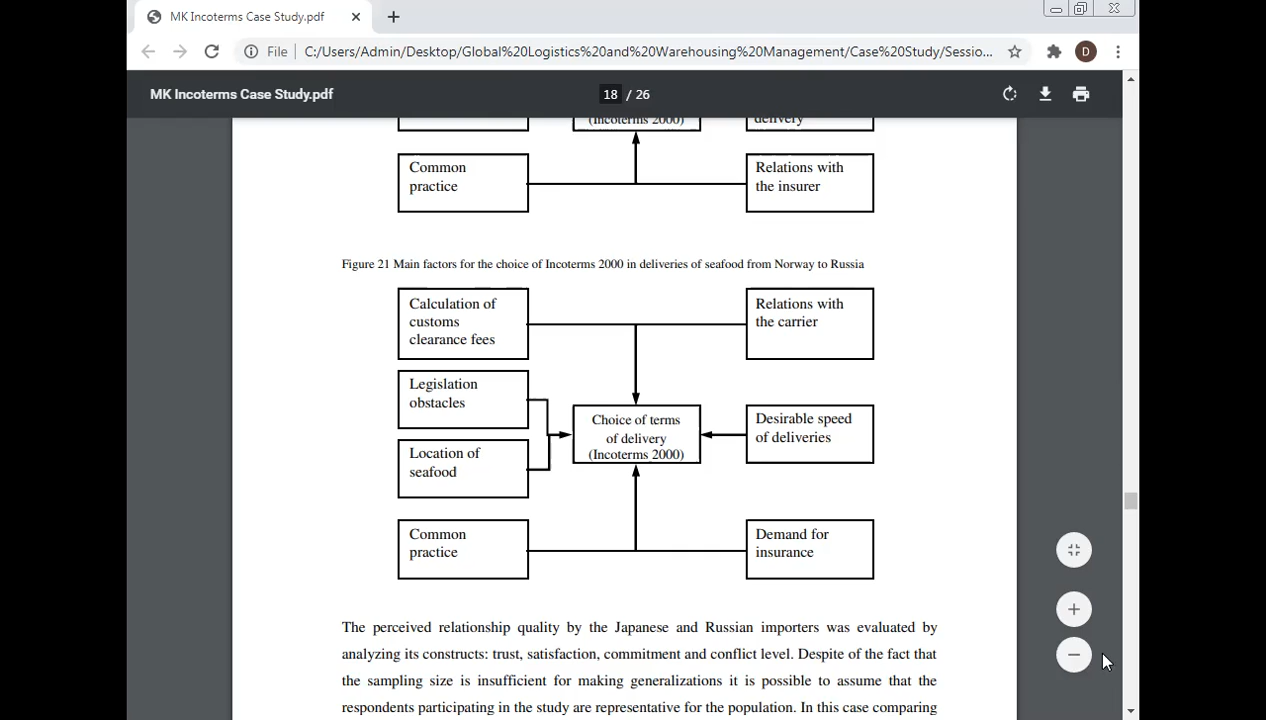 MK Incoterms Case Study.pdf
File
C:/Users/Admin/Desktop/Global%20Logistics%20and%20Warehousing%20Management/Case%20Study/Sessio...
D
MK Incoterms Case Study.pdf
18 / 26
(Incoterms 2000)
delivery
Common
practice
Relations with
the insurer
Figure 21 Main factors for the choice of Incoterms 2000 in deliveries of seafood from Norway to Russia
Calculation of
customs
clearance fees
Relations with
the carrier
Legislation
obstacles
Choice of terms
of delivery
(Incoterms 2000)
Desirable speed
of deliveries
Location of
seafood
Common
practice
Demand for
insurance
The perceived relationship quality by the Japanese and Russian importers was evaluated by
analyzing its constructs: trust, satisfaction, commitment and conflict level. Despite of the fact that
the sampling size is insufficient for making generalizations it is possible to assume that the
respondents participating in the study are representative for the population. In this case comparing